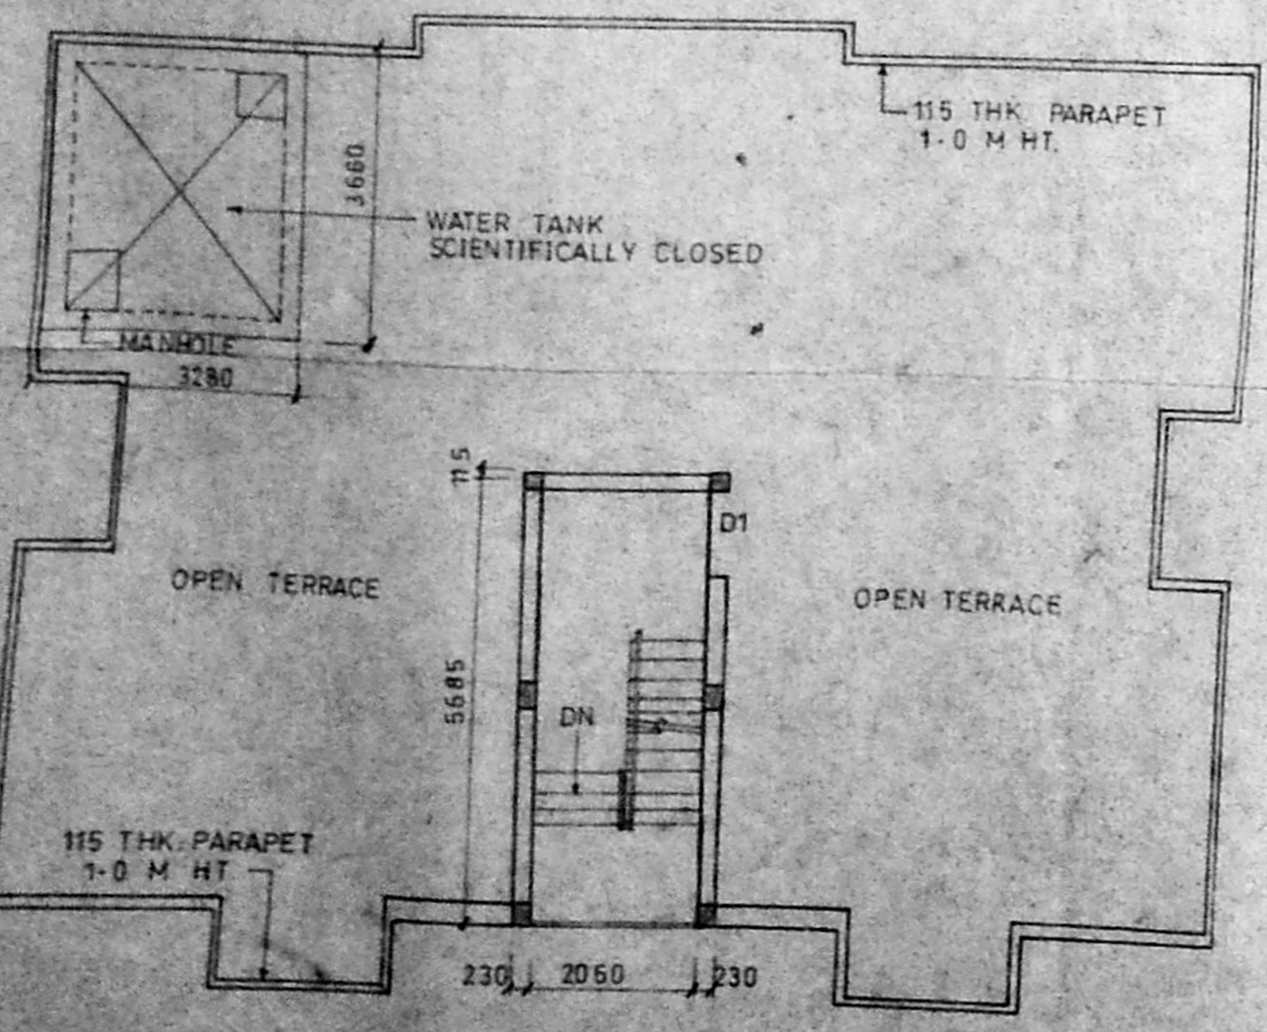 115 THK PARAPET
1·0 M HT.
3660
WATER TANK
SCIENTIFICALLY CLOSED
MANHOLE
3280
115
D1
OPEN TERRACE
OPEN TERRACE
5685
DN
115 THK. PARAPET
1·0 M HT
230
2060
230